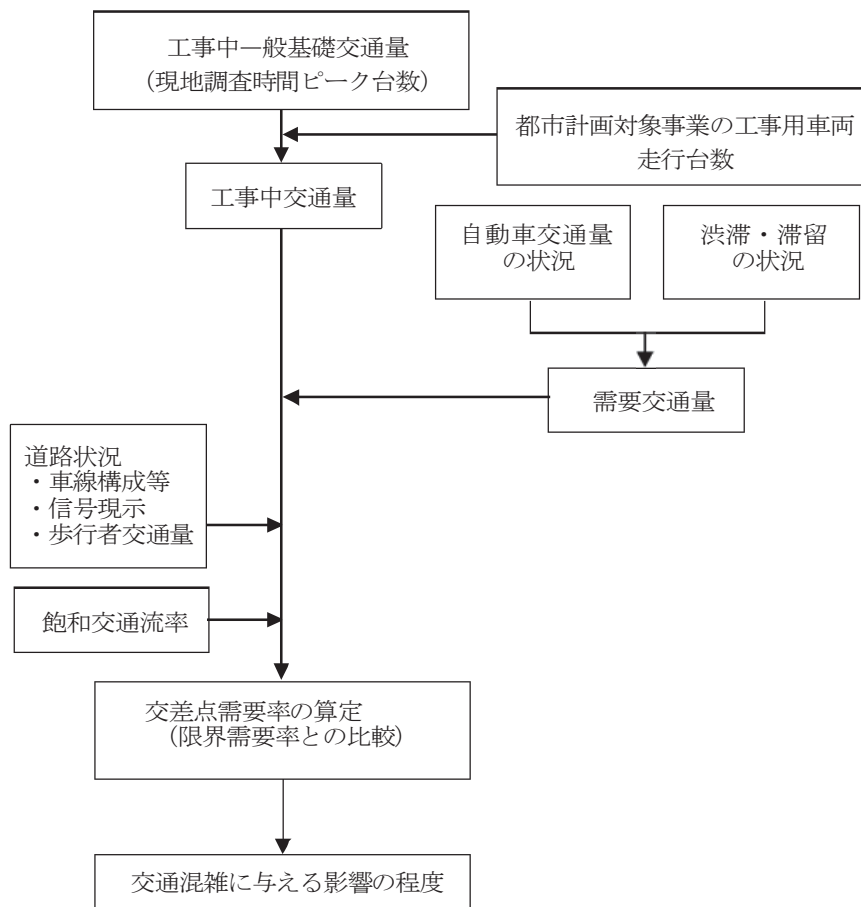 工事中一般基礎交通量
（現地調査時間ピーク台数）
都市計画対象事業の工事用車両
走行台数
工事中交通量
自動車交通量
の状況
渋滞・滞留
の状況
需要交通量
道路状況
・車線構成等
・信号現示
・歩行者交通量
飽和交通流率
交差点需要率の算定
（限界需要率との比較）
交通混雑に与える影響の程度